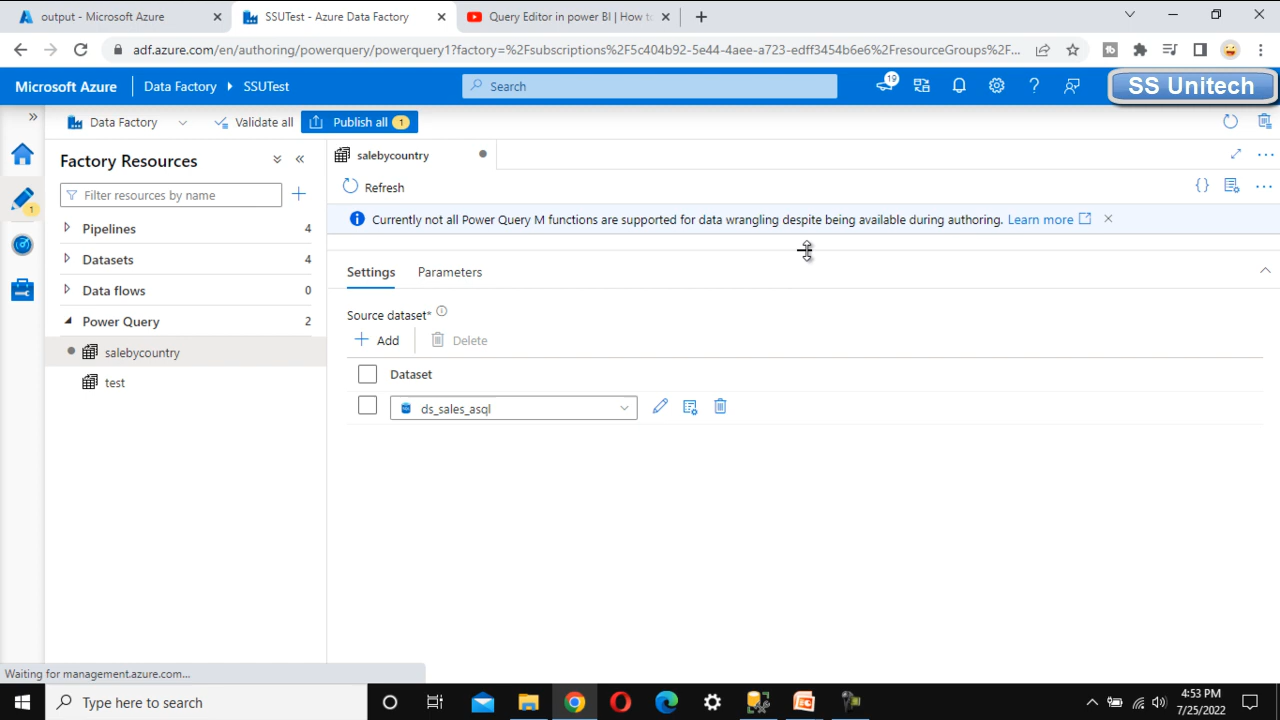 output - Microsoft Azure
SSUTest - Azure Data Factory
Query Editor in power BI | How to
adf.azure.com/en/authoring/powerquery/powerquery1?factory=%2Fsubscriptions%2F5c404b92-5e44-4aee-a723-edff3454b6e6%2FresourceGroups%2F...
Microsoft Azure
Data Factory
SSUTest
Search
19
SS Unitech
Data Factory
Validate all
Publish all 1
Factory Resources
salebycountry
Filter resources by name
Refresh
1
Pipelines 4
Currently not all Power Query M functions are supported for data wrangling despite being available during authoring. Learn more
Datasets 4
Settings
Parameters
Data flows 0
Power Query 2
Source dataset*
Add
Delete
salebycountry
Dataset
test
ds_sales_asql
Waiting for management.azure.com...
Type here to search
4:53 PM
7/25/2022